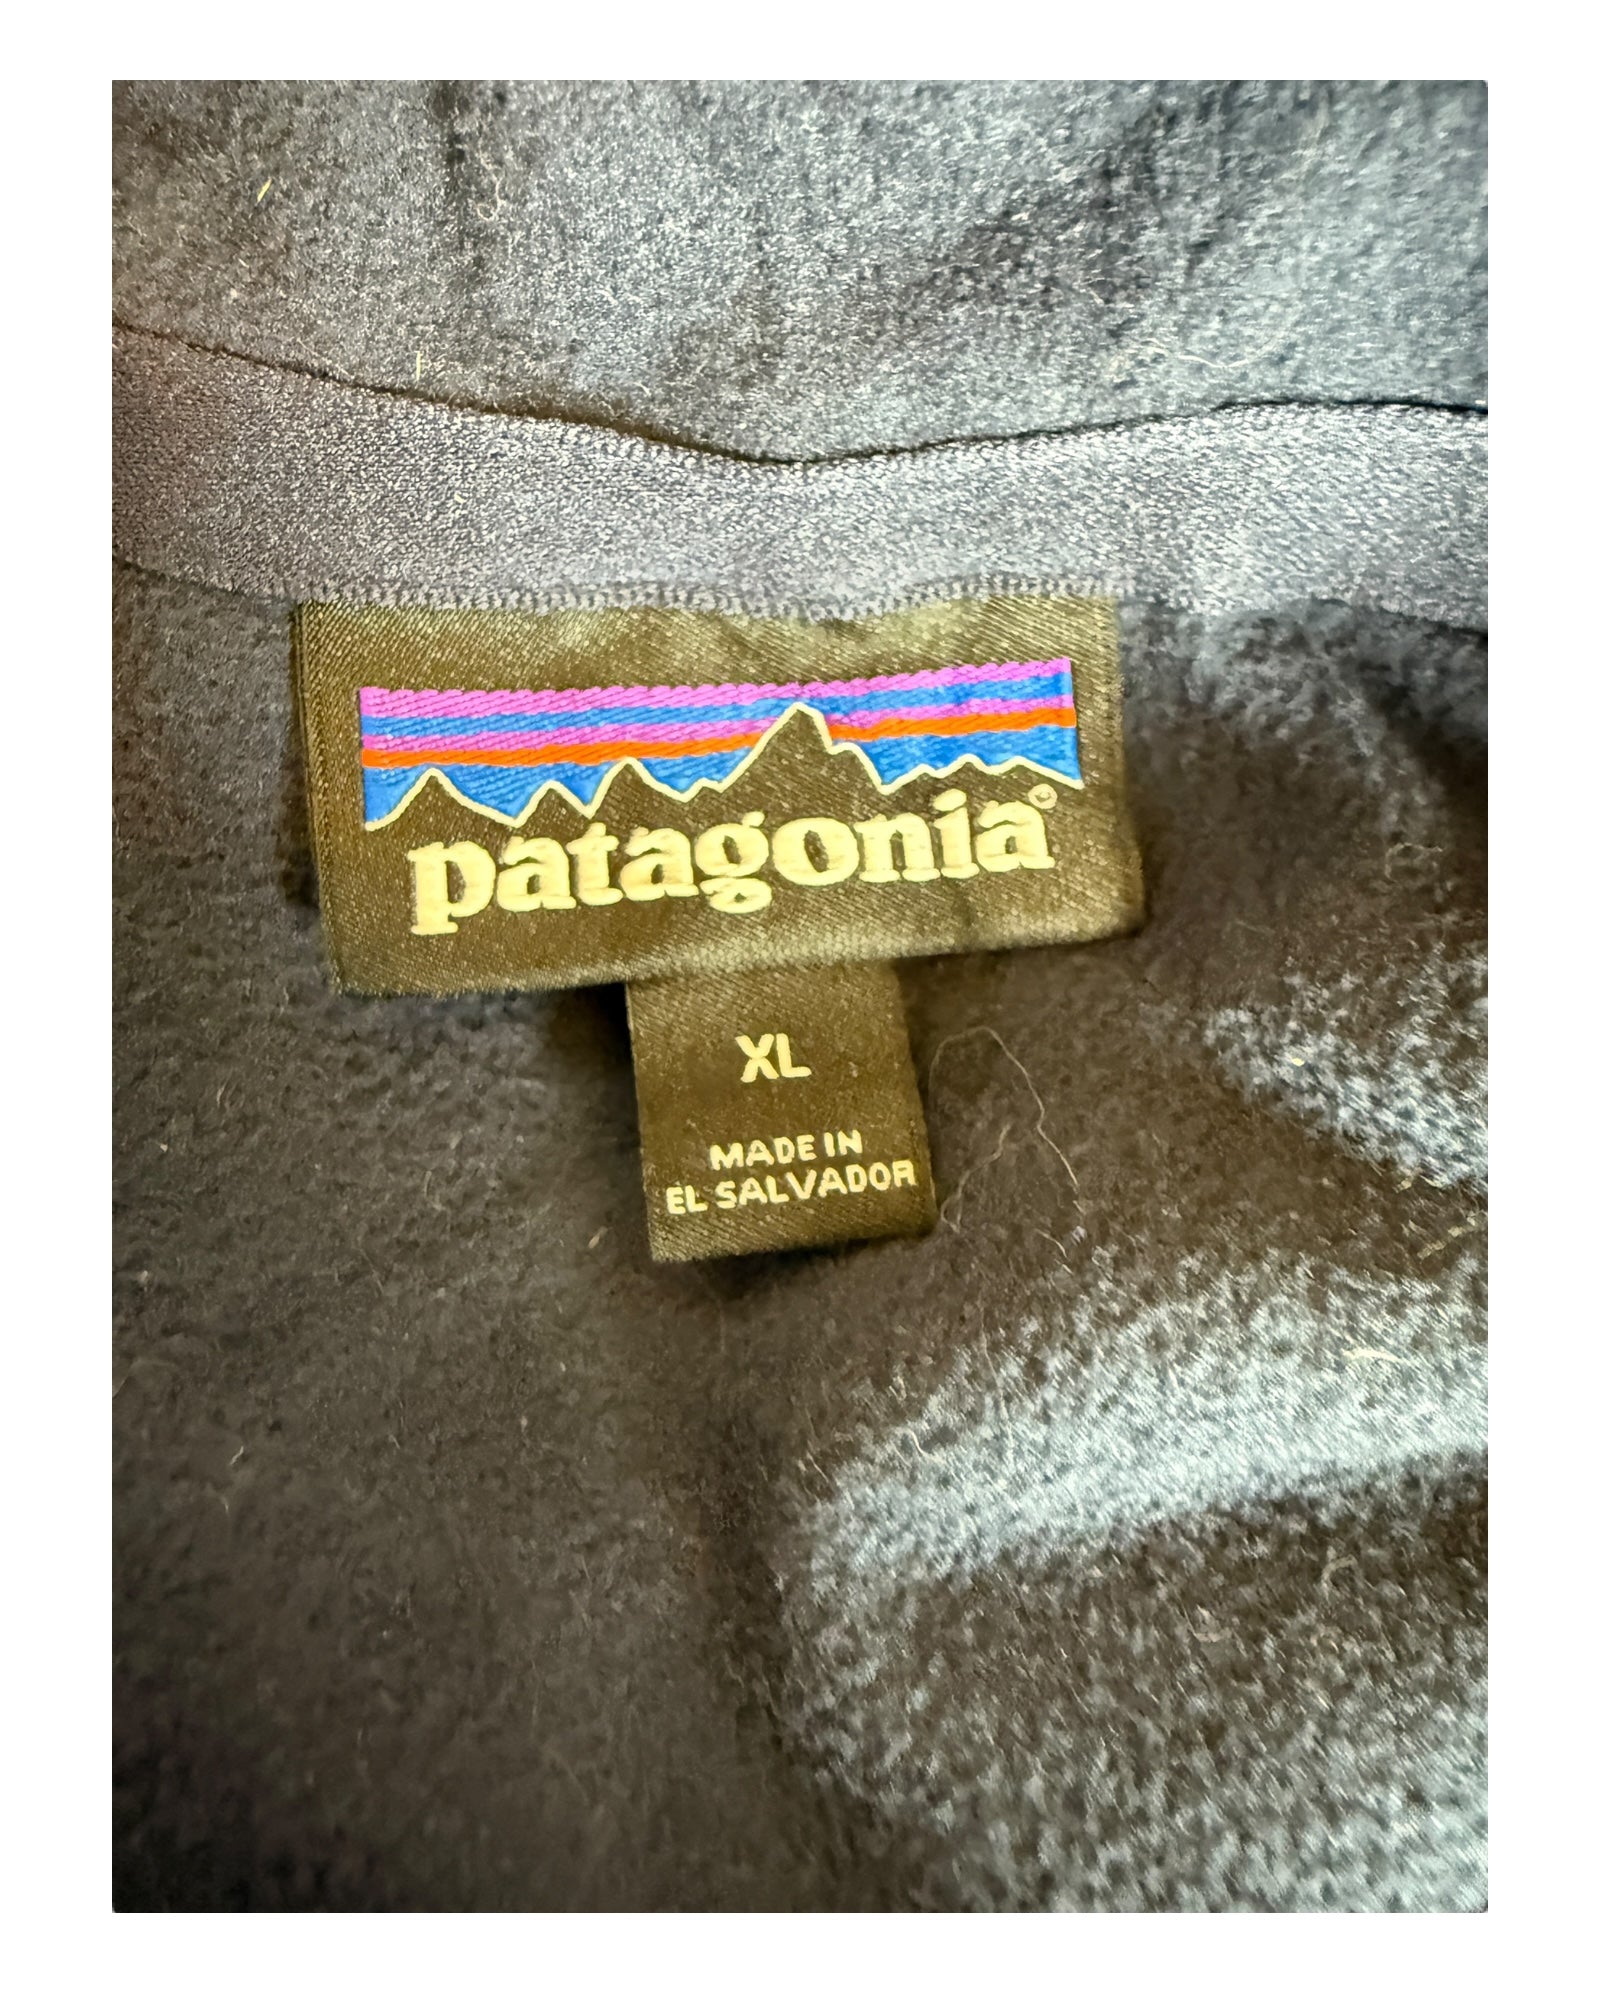 patagonia®
XL
MADE IN
EL SALVADOR